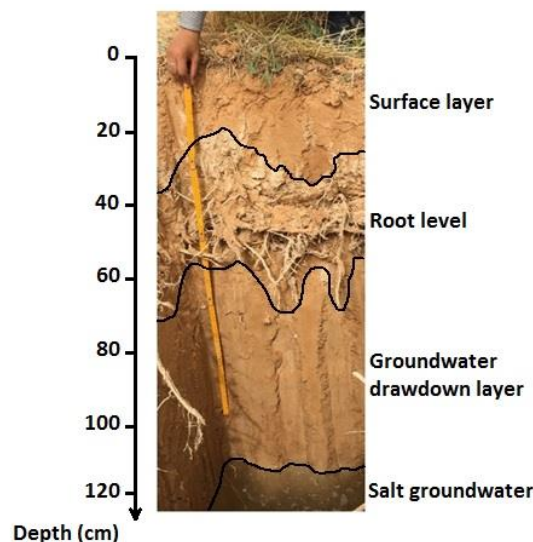 0
Surface layer
20
40
Root level
60
80
Groundwater
drawdown layer
100
120
Salt groundwater
Depth (cm)